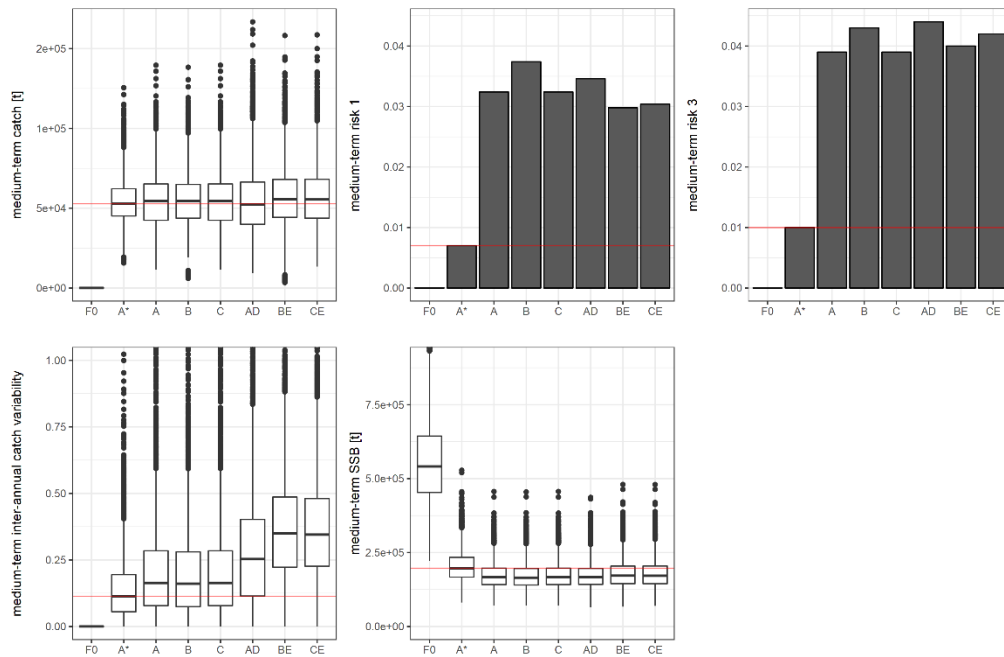 medium-term catch [t]
2e+05
1e+05
5e+04
0e+00
F0 A* A B C AD BE CE
medium-term risk 1
0.04
0.03
0.02
0.01
0.00
F0 A* A B C AD BE CE
medium-term risk 3
0.04
0.03
0.02
0.01
0.00
F0 A* A B C AD BE CE
medium-term inter-annual catch variability
1.00
0.75
0.50
0.25
0.00
F0 A* A B C AD BE CE
medium-term SSB [t]
7.5e+05
5.0e+05
2.5e+05
0.0e+00
F0 A* A B C AD BE CE